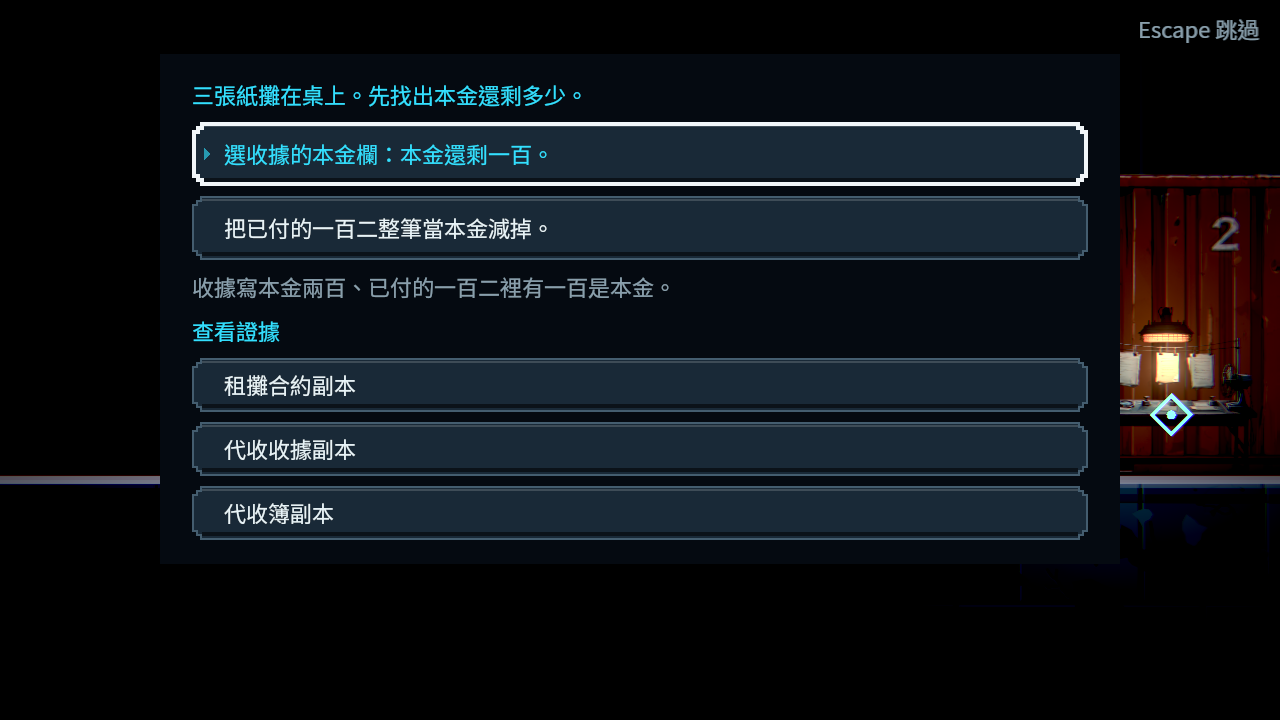 Escape 跳過
三張紙攤在桌上。先找出本金還剩多少。
選收據的本金欄：本金還剩一百。
把已付的一百二整筆當本金減掉。
收據寫本金兩百、已付的一百二裡有一百是本金。
查看證據
租攤合約副本
代收收據副本
代收簿副本
2